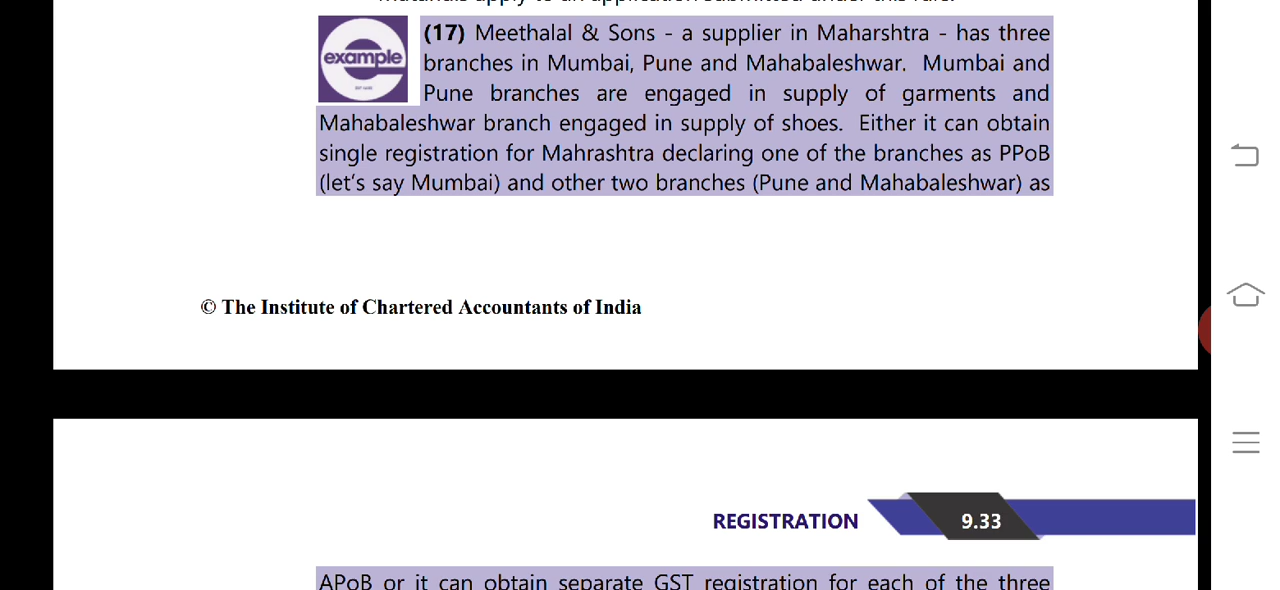 (17) Meethalal & Sons - a supplier in Maharshtra - has three
example
branches in Mumbai, Pune and Mahabaleshwar. Mumbai and
Pune branches are engaged in supply of garments and
Mahabaleshwar branch engaged in supply of shoes. Either it can obtain
single registration for Mahrashtra declaring one of the branches as PPoB
(let's say Mumbai) and other two branches (Pune and Mahabaleshwar) as
© The Institute of Chartered Accountants of India
REGISTRATION 9.33
APoB or it can obtain separate GST registration for each of the three